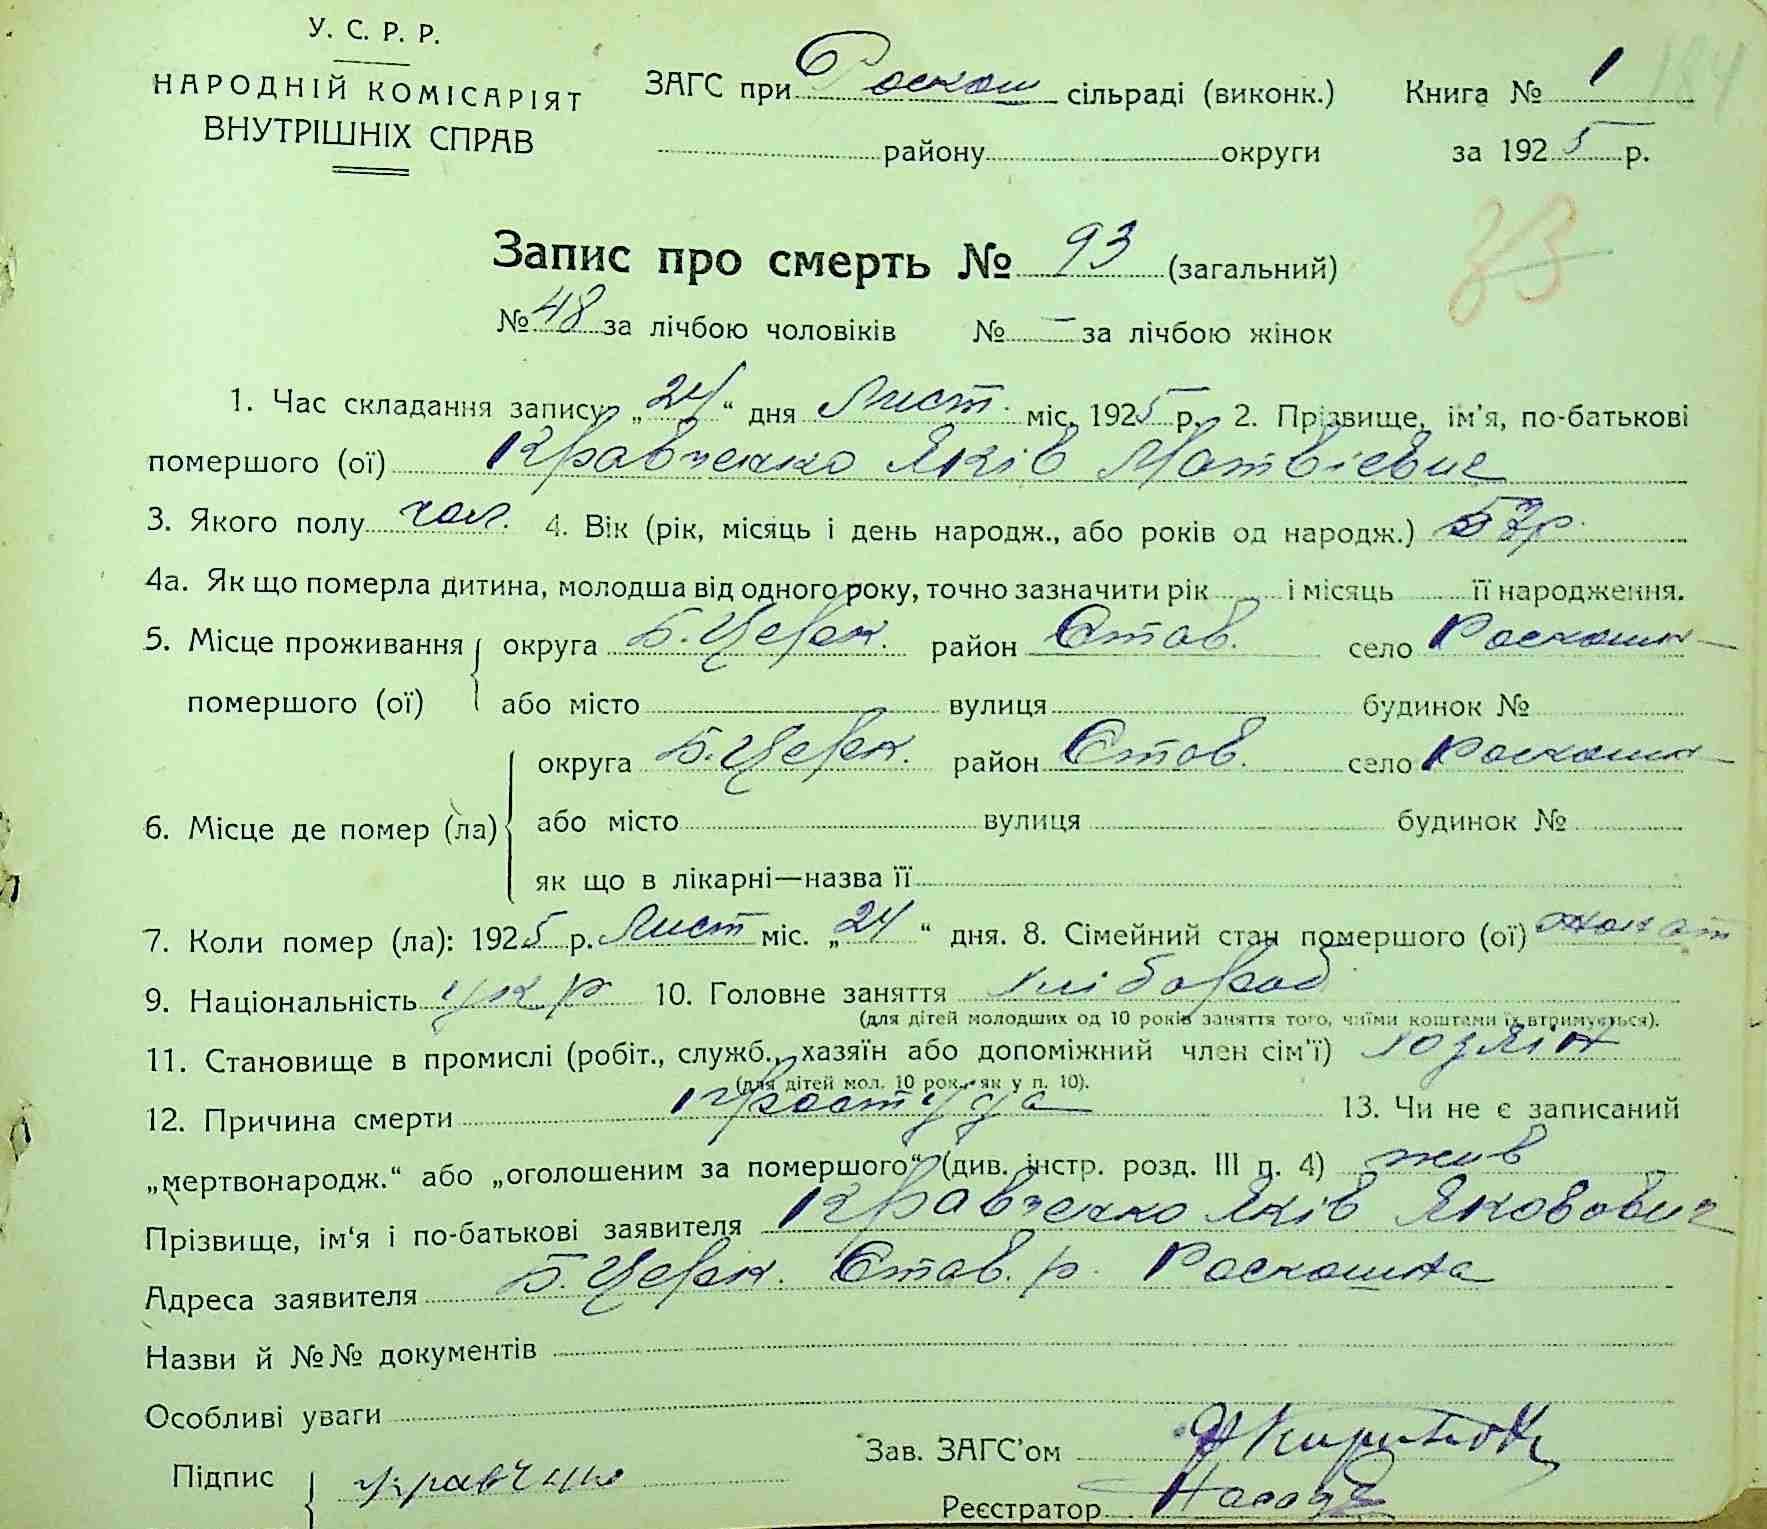 У. С. Р. Р.
НАРОДНІЙ КОМІСАРІЯТ
ВНУТРІШНІХ СПРАВ
ЗАГС при Роскош сільраді (виконк.) Книга № 1 184
району округи за 1925 р.
Запис про смерть № 93 (загальний)
33
№ 48 за лічбою чоловіків № — за лічбою жінок
1. Час складання запису „24“ дня Лист. міс. 1925 р. 2. Прізвище, ім'я, по-батькові
помершого (ої) Кравченко Яків Матвієвич
3. Якого полу чол. 4. Вік (рік, місяць і день народж., або років од народж.) 57р.
4а. Як що померла дитина, молодша від одного року, точно зазначити рік і місяць її народження.
5. Місце проживання округа Б.Церк. район Став. село Роскошн
помершого (ої) або місто вулиця будинок №
округа Б.Церк. район Став. село Роскошн
6. Місце де помер (ла) або місто вулиця будинок №
як що в лікарні—назва її
7. Коли помер (ла): 1925 р. Лист міс. „24“ дня. 8. Сімейний стан помершого (ої) жонат
9. Національність укр 10. Головне заняття хлібороб
(для дітей молодших од 10 років заняття того, чиїми коштами їх втримується).
11. Становище в промислі (робіт., служб., хазяїн або допоміжний член сім'ї) хозяїн
(для дітей мол. 10 рок., як у п. 10).
12. Причина смерти Простуда 13. Чи не є записаний
„мертвонародж.“ або „оголошеним за помершого“ (див. інстр. розд. III п. 4) жив
Прізвище, ім'я і по-батькові заявителя Кравченко Яків Якович
Адреса заявителя Б.Церк. Став. р. Роскошна
Назви й №№ документів
Особливі уваги
Зав. ЗАГС'ом
Підпис
Реєстратор